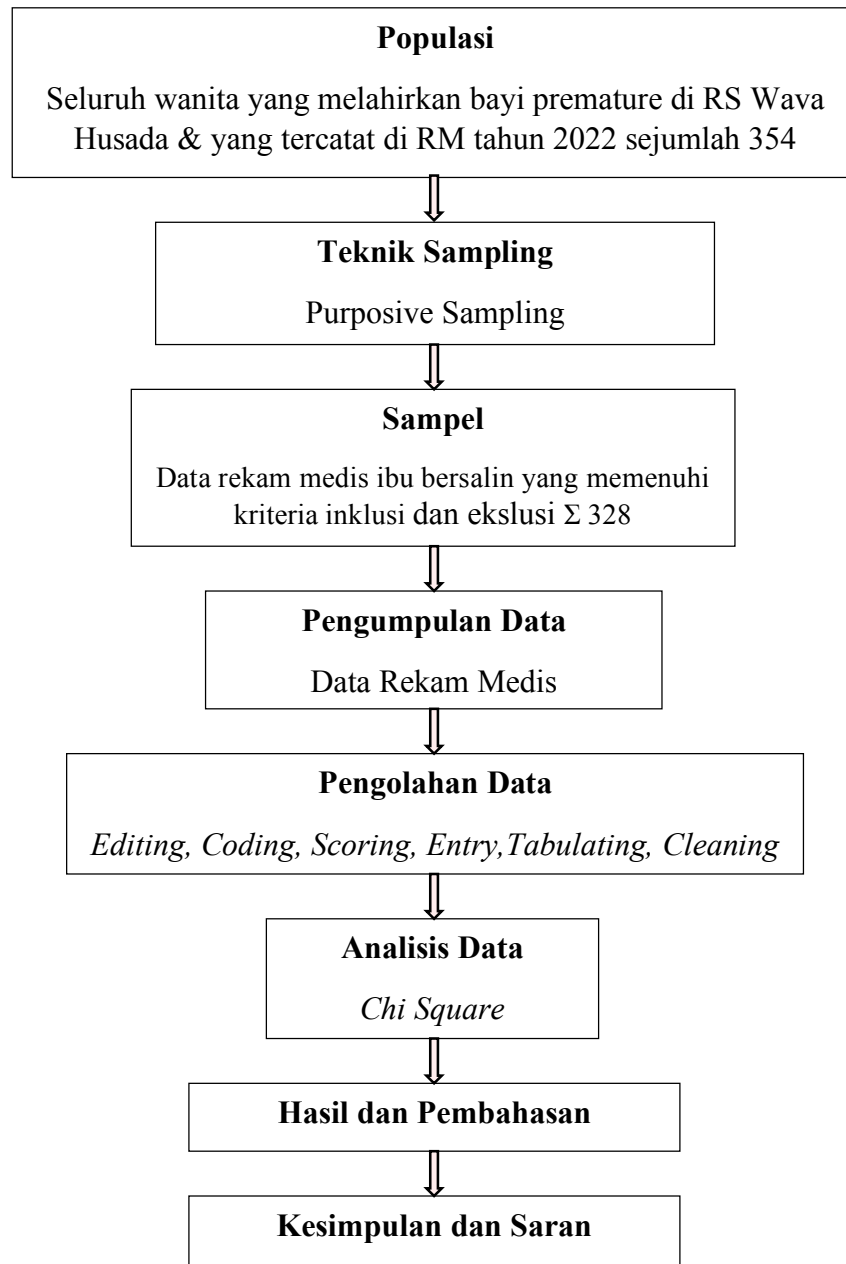 Populasi
Seluruh wanita yang melahirkan bayi premature di RS Wava
Husada & yang tercatat di RM tahun 2022 sejumlah 354
Teknik Sampling
Purposive Sampling
Sampel
Data rekam medis ibu bersalin yang memenuhi
kriteria inklusi dan ekslusi Σ 328
Pengumpulan Data
Data Rekam Medis
Pengolahan Data
Editing, Coding, Scoring, Entry,Tabulating, Cleaning
Analisis Data
Chi Square
Hasil dan Pembahasan
Kesimpulan dan Saran